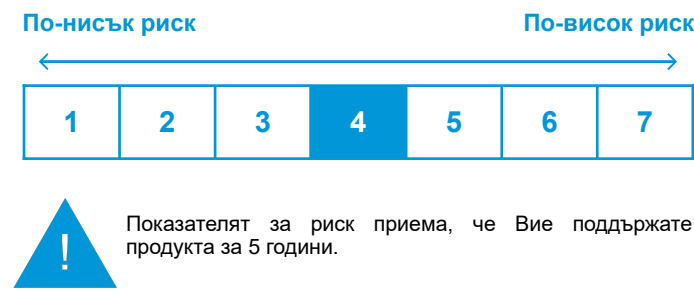 По-нисък риск По-висок риск
1 2 3 4 5 6 7
!
Показателят за риск приема, че Вие поддържате
продукта за 5 години.